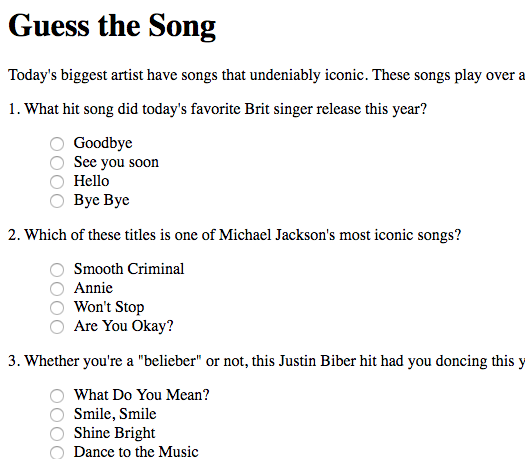 Guess the Song
Today's biggest artist have songs that undeniably iconic. These songs play over a
1. What hit song did today's favorite Brit singer release this year?
Goodbye
See you soon
Hello
Bye Bye
2. Which of these titles is one of Michael Jackson's most iconic songs?
Smooth Criminal
Annie
Won't Stop
Are You Okay?
3. Whether you're a "belieber" or not, this Justin Biber hit had you doncing this y
What Do You Mean?
Smile, Smile
Shine Bright
Dance to the Music